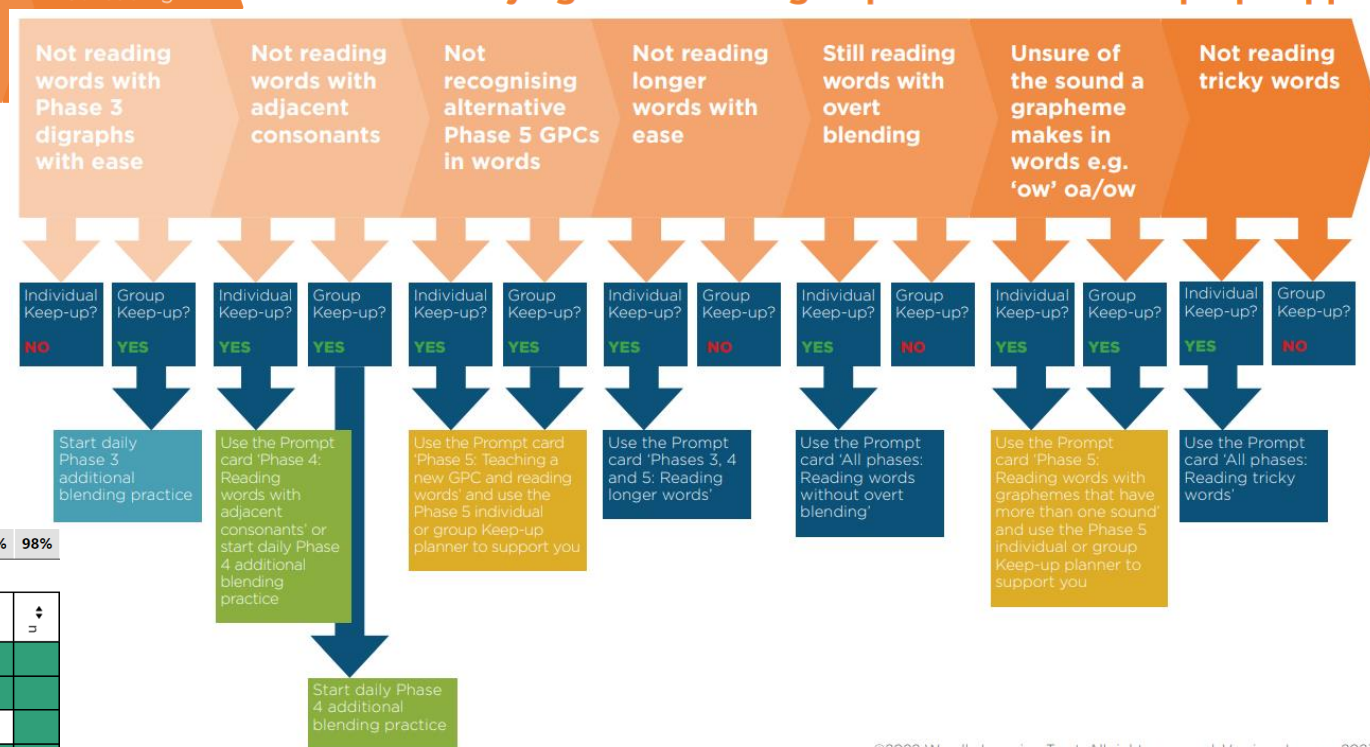 Not reading
words with
Phase 3
digraphs
with ease
Not reading
words with
adjacent
consonants
Not
recognising
alternative
Phase 5 GPCs
in words
Not reading
longer
words with
ease
Still reading
words with
overt
blending
Unsure of
the sound a
grapheme
makes in
words e.g.
‘ow’ oa/ow
Not reading
tricky words
Individual
Keep-up?
NO
Group
Keep-up?
YES
Individual
Keep-up?
YES
Group
Keep-up?
YES
Individual
Keep-up?
YES
Group
Keep-up?
YES
Individual
Keep-up?
YES
Group
Keep-up?
NO
Individual
Keep-up?
YES
Group
Keep-up?
NO
Individual
Keep-up?
YES
Group
Keep-up?
YES
Individual
Keep-up?
YES
Group
Keep-up?
NO
Start daily
Phase 3
additional
blending practice
Use the Prompt
card ‘Phase 4:
Reading
words with
adjacent
consonants’ or
start daily Phase
4 additional
blending
practice
Use the Prompt card
‘Phase 5: Teaching a
new GPC and reading
words’ and use the
Phase 5 individual
or group Keep-up
planner to support you
Use the Prompt
card ‘Phases 3, 4
and 5: Reading
longer words’
Use the Prompt
card ‘All phases:
Reading words
without overt
blending’
Use the Prompt
card ‘Phase 5:
Reading words with
graphemes that have
more than one sound’
and use the Phase 5
individual or group
Keep-up planner to
support you
Use the Prompt
card ‘All phases:
Reading tricky
words’
Start daily Phase
4 additional
blending practice
% 98%
u